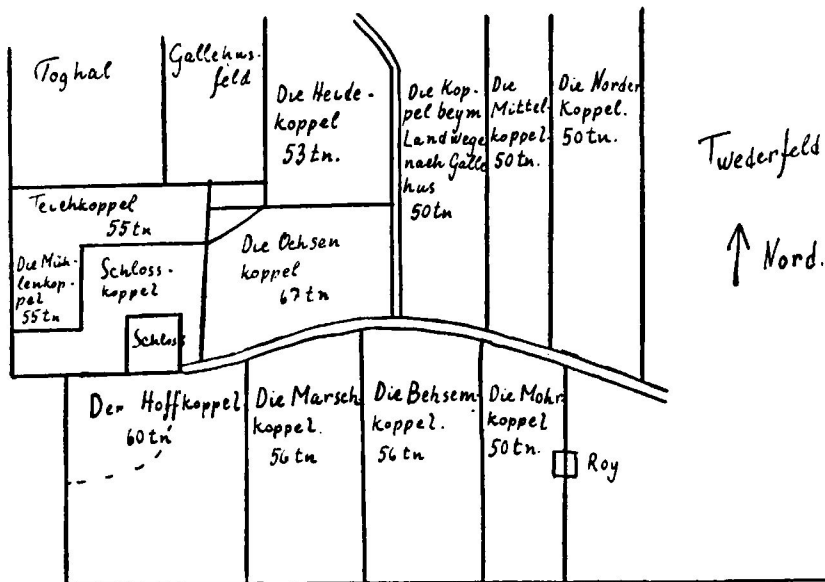 Toghal
Gallehus-
feld
Die Heide-
koppel
53 tn.
Die Kop-
pel beym
Landwege
nach Galle
hus
50 tn
Die
Mittel-
koppel.
50 tn.
Die Norder
Koppel.
50 tn.
Twederfeld
Nord.
Teichkoppel
55 tn
Die Müh-
lenkop-
pel
55 tn
Schloss-
koppel
Schloss
Die Ochsen
koppel
67 tn
Der Hoffkoppel
60 tn
Die Marsch
koppel.
56 tn
Die Behsem-
koppel.
56 tn
Die Mohr
koppel
50 tn.
Roy